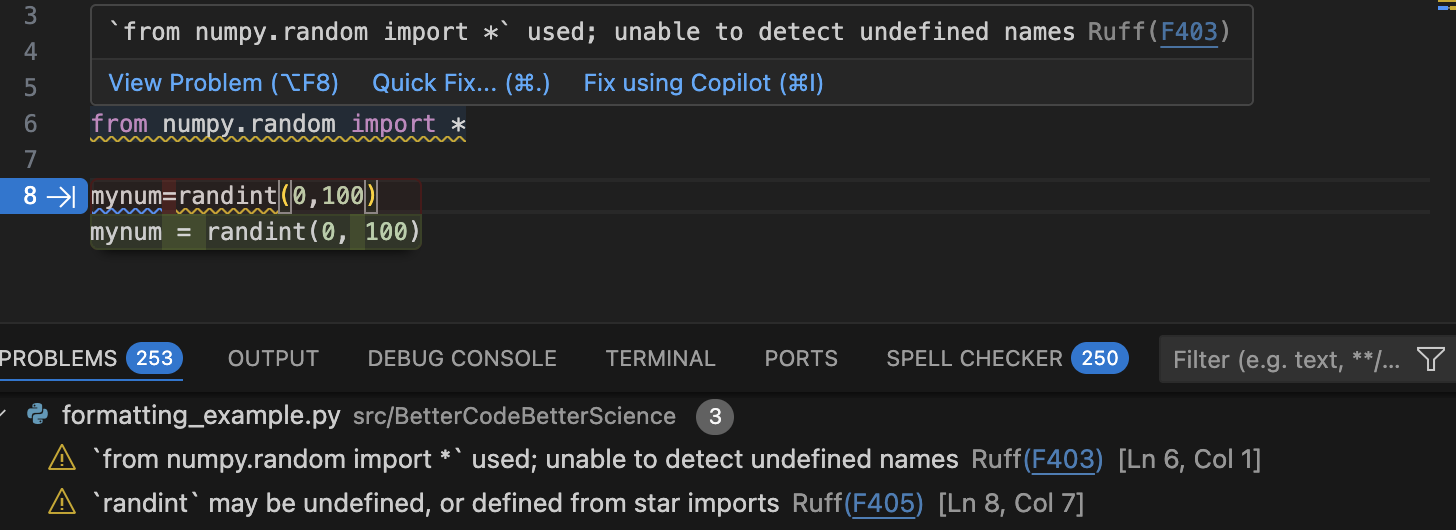 3
`from numpy.random import *` used; unable to detect undefined names Ruff(F403)
4
5 View Problem (⌥F8) Quick Fix... (⌘.) Fix using Copilot (⌘I)
6 from numpy.random import *
7
8 mynum=randint(0,100)
mynum = randint(0, 100)
PROBLEMS 253 OUTPUT DEBUG CONSOLE TERMINAL PORTS SPELL CHECKER 250 Filter (e.g. text, **/...
formatting_example.py src/BetterCodeBetterScience 3
`from numpy.random import *` used; unable to detect undefined names Ruff(F403) [Ln 6, Col 1]
`randint` may be undefined, or defined from star imports Ruff(F405) [Ln 8, Col 7]